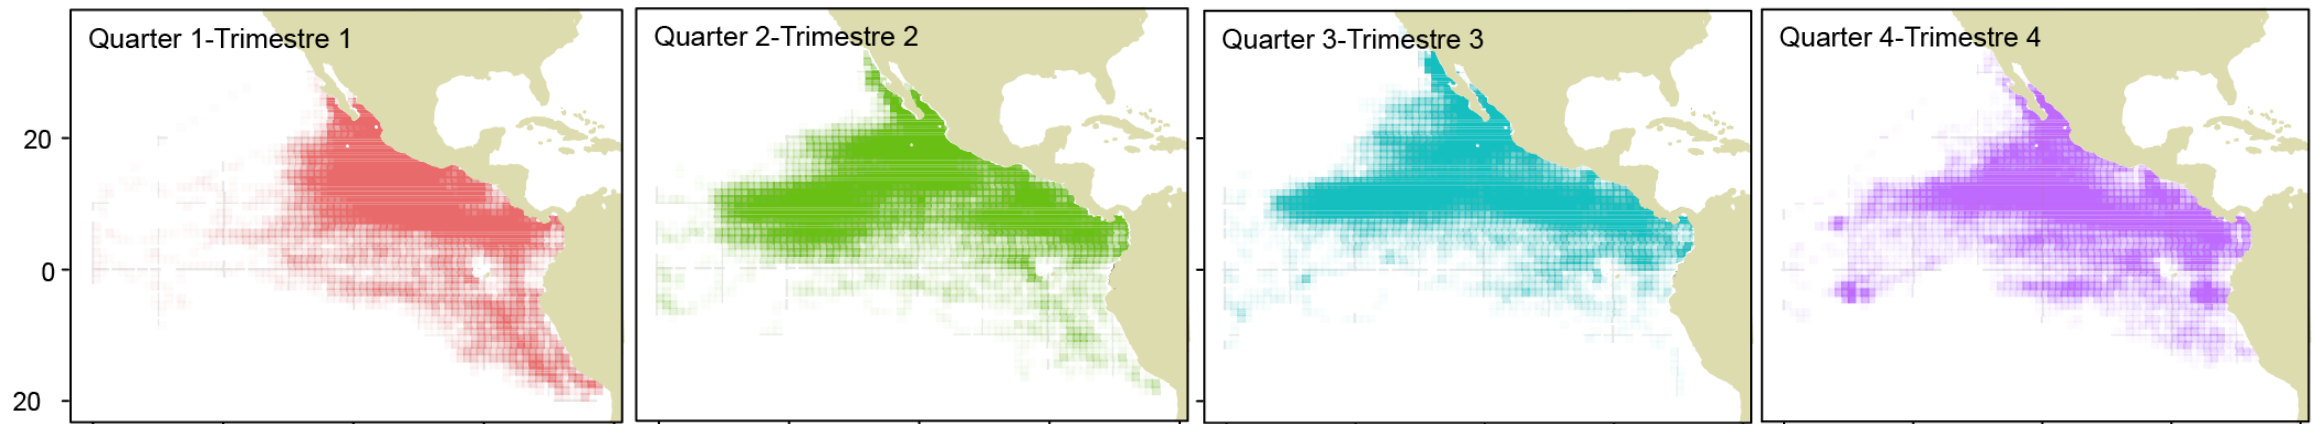 Quarter 1-Trimestre 1
Quarter 2-Trimestre 2
Quarter 3-Trimestre 3
Quarter 4-Trimestre 4
20
0
20